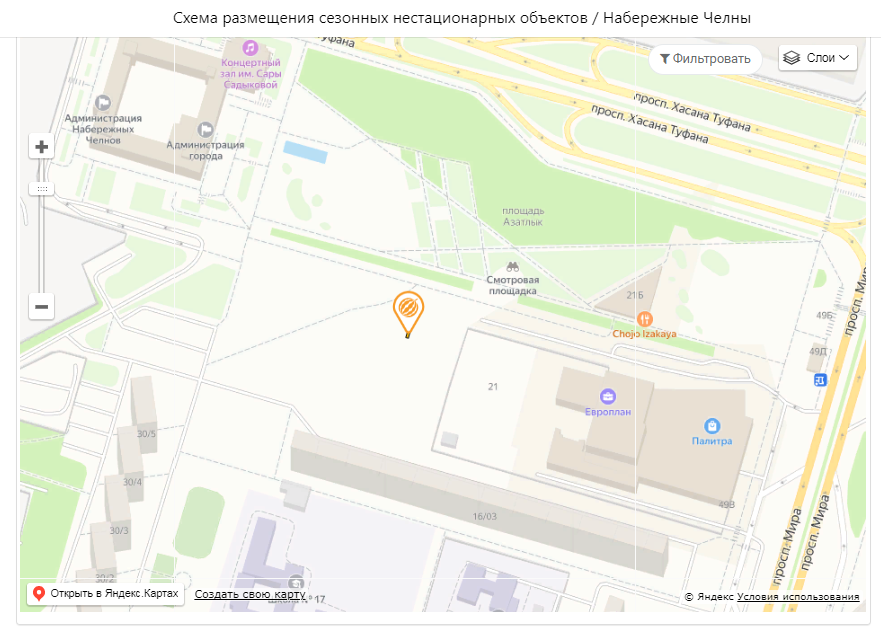 Схема размещения сезонных нестационарных объектов / Набережные Челны
Туфана
Фильтровать
Слои
Концертный
зал им. Сары
Садыковой
Администрация
Набережных
Челнов
Администрация
города
просп. Хасана Туфана
просп. Хасана Туфана
площадь
Азатлык
Смотровая
площадка
21Б
Chojo Izakaya
просп. Мира
49Б
49Д
21
Европлан
Палитра
30/5
30/4
30/3
30/2
16/03
49В
просп. Мира
просп. Мира
Открыть в Яндекс.Картах
Создать свою карту
№ 17
© Яндекс Условия использования